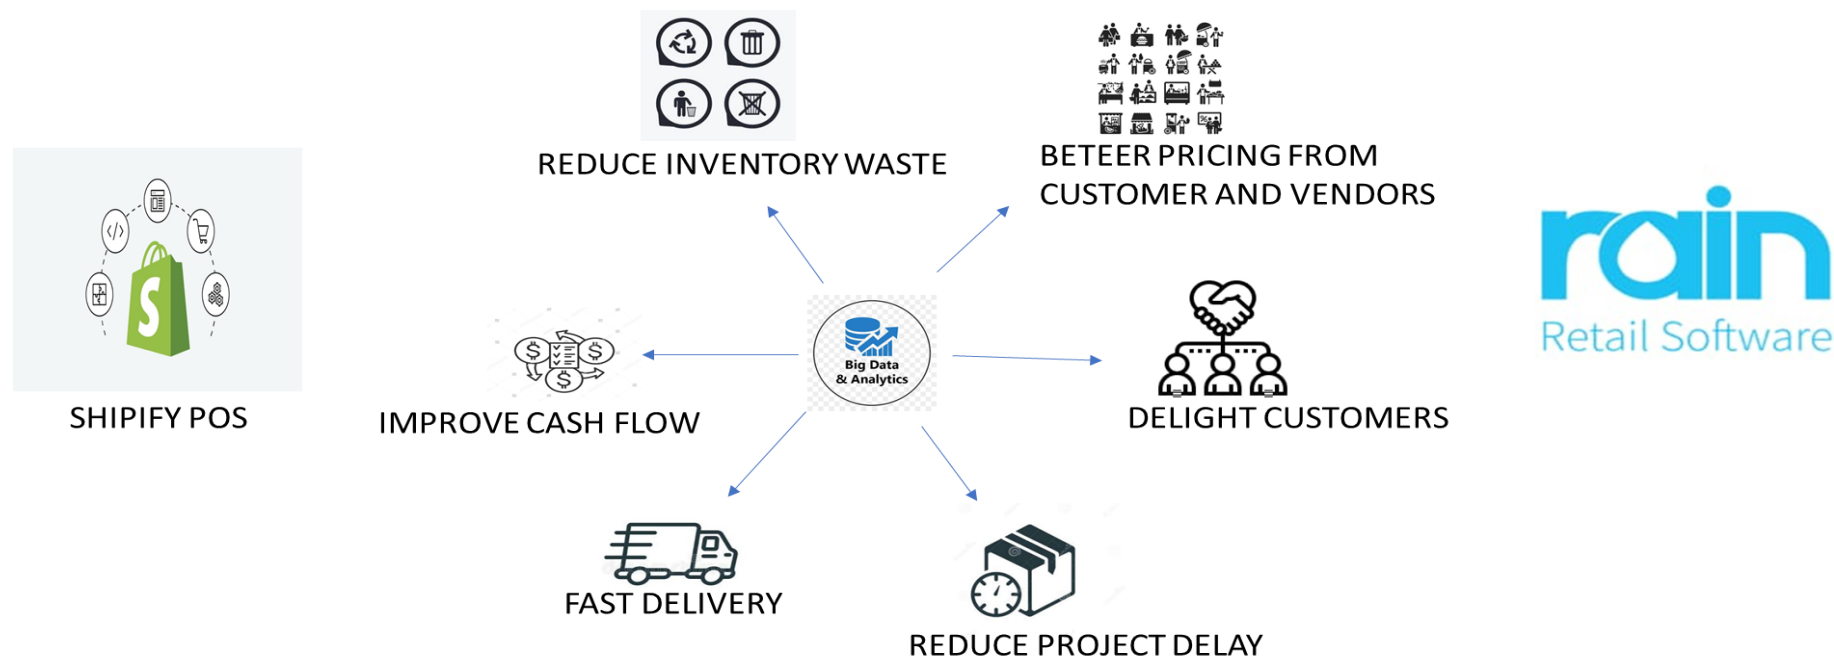 REDUCE INVENTORY WASTE
BETEER PRICING FROM
CUSTOMER AND VENDORS
S
SHIPIFY POS
rain
Retail Software
$
$
$
IMPROVE CASH FLOW
Big Data
& Analytics
DELIGHT CUSTOMERS
FAST DELIVERY
REDUCE PROJECT DELAY